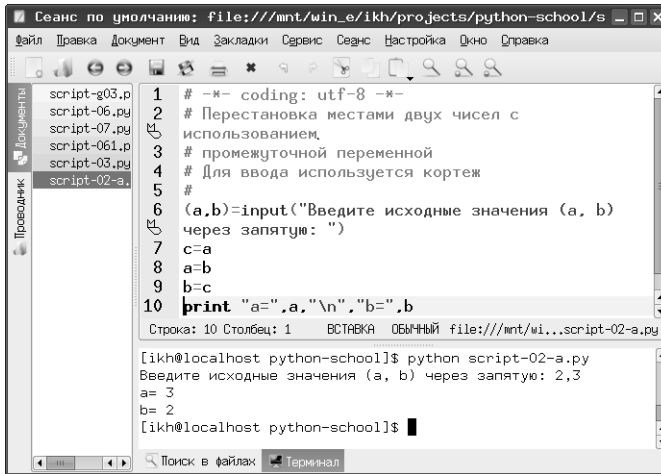 Сеанс по умолчанию: file:///mnt/win_e/ikh/projects/python-school/s
Файл Правка Документ Вид Закладки Сервис Сеанс Настройка Окно Справка
Документы
Проводник
script-g03.p
script-06.py
script-07.py
script-061.p
script-03.py
script-02-a.
1 # -*- coding: utf-8 -*-
2 # Перестановка местами двух чисел с
использованием,
3 # промежуточной переменной
4 # Для ввода используется кортеж
5 #
6 (a,b)=input("Введите исходные значения (a, b)
через запятую: ")
7 c=a
8 a=b
9 b=c
10 print "a=",a,"\n","b=",b
Строка: 10 Столбец: 1 ВСТАВКА ОБЫЧНЫЙ file:///mnt/wi...script-02-a.py
[ikh@localhost python-school]$ python script-02-a.py
Введите исходные значения (a, b) через запятую: 2,3
a= 3
b= 2
[ikh@localhost python-school]$
Поиск в файлах Терминал